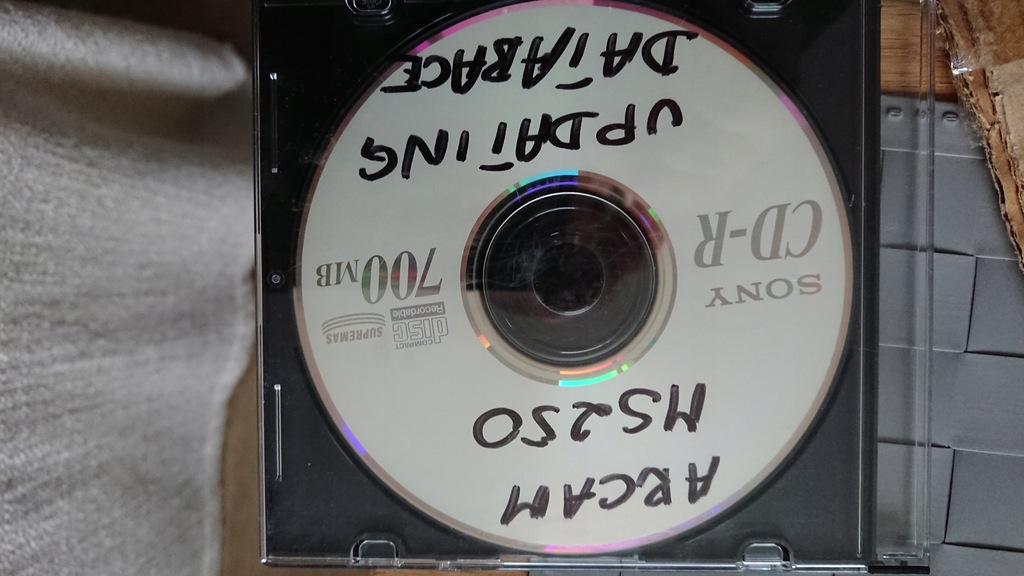 ARCAM
MS250
SONY
CD-R
COMPACT
disc
Recordable
SUPREMAS
700MB
UPDATING
DATABACE